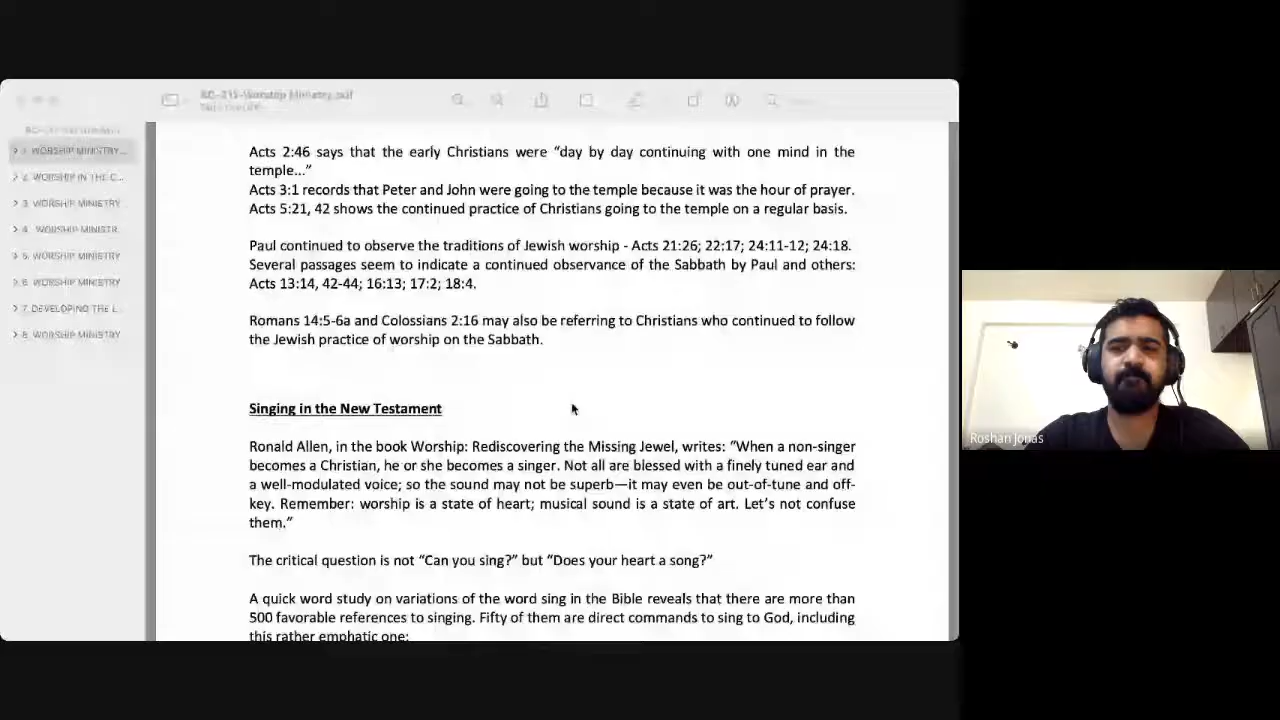 Worship Ministry.pdf
1 WORSHIP MINISTRY...
2. WORSHIP IN THE C...
3. WORSHIP MINISTRY
4. WORSHIP MINISTR...
5. WORSHIP MINISTRY
6. WORSHIP MINISTRY
7. DEVELOPING THE L...
8. WORSHIP MINISTRY
Acts 2:46 says that the early Christians were “day by day continuing with one mind in the
temple...”
Acts 3:1 records that Peter and John were going to the temple because it was the hour of prayer.
Acts 5:21, 42 shows the continued practice of Christians going to the temple on a regular basis.
Paul continued to observe the traditions of Jewish worship - Acts 21:26; 22:17; 24:11-12; 24:18.
Several passages seem to indicate a continued observance of the Sabbath by Paul and others:
Acts 13:14, 42-44; 16:13; 17:2; 18:4.
Romans 14:5-6a and Colossians 2:16 may also be referring to Christians who continued to follow
the Jewish practice of worship on the Sabbath.
Singing in the New Testament
Ronald Allen, in the book Worship: Rediscovering the Missing Jewel, writes: “When a non-singer
becomes a Christian, he or she becomes a singer. Not all are blessed with a finely tuned ear and
a well-modulated voice; so the sound may not be superb—it may even be out-of-tune and off-
key. Remember: worship is a state of heart; musical sound is a state of art. Let’s not confuse
them.”
The critical question is not “Can you sing?” but “Does your heart a song?”
A quick word study on variations of the word sing in the Bible reveals that there are more than
500 favorable references to singing. Fifty of them are direct commands to sing to God, including
this rather emphatic one:
Roshan Jonas